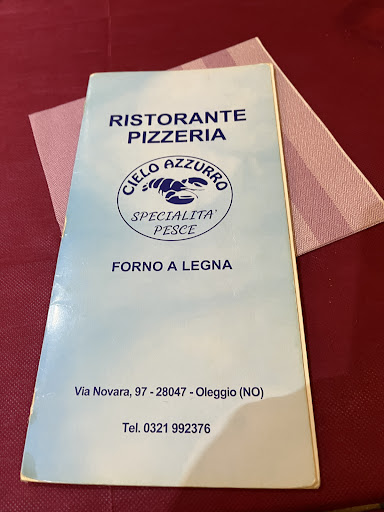 RISTORANTE
PIZZERIA
CIELO AZZURRO
SPECIALITA'
PESCE
FORNO A LEGNA
Via Novara, 97 - 28047 - Oleggio (NO)
Tel. 0321 992376